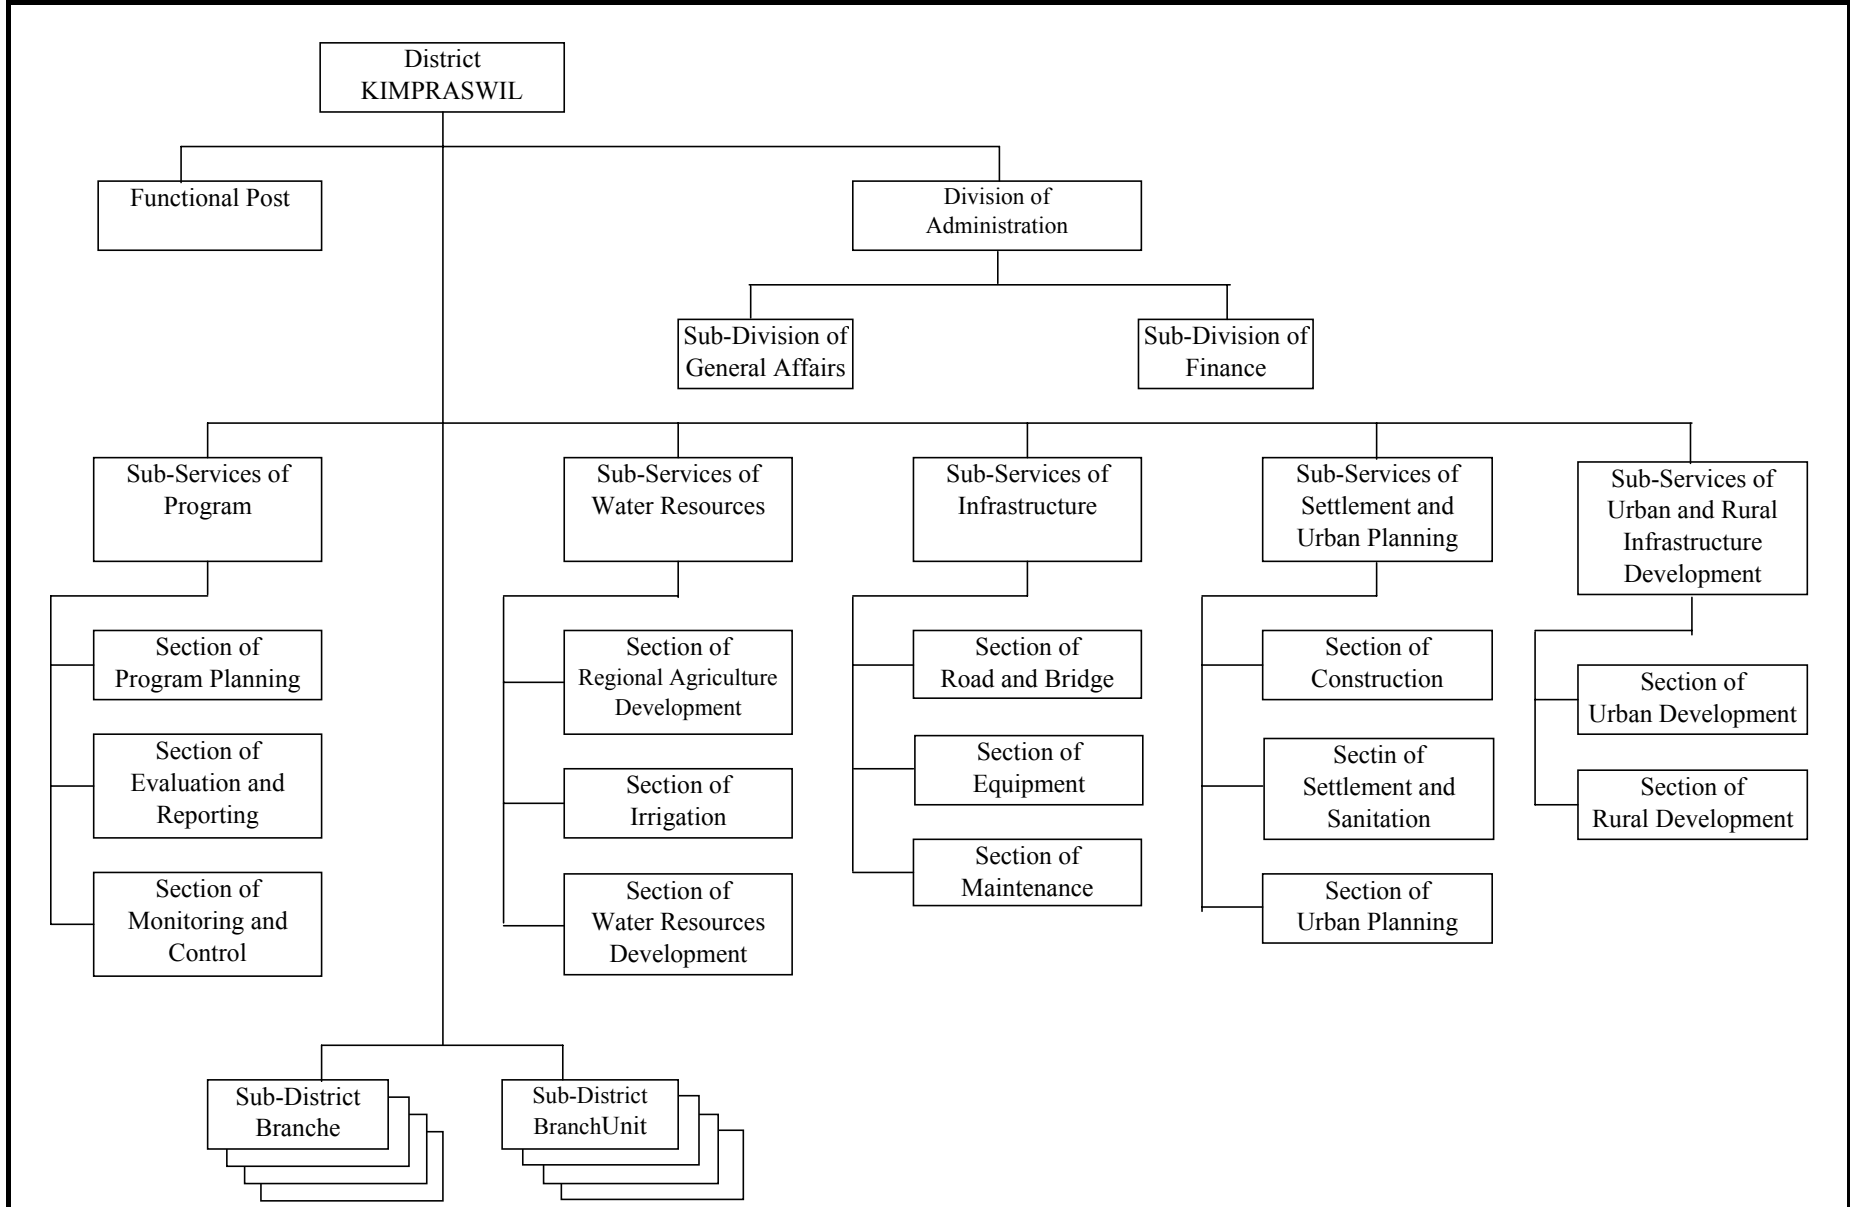 District
KIMPRASWIL
Functional Post
Division of
Administration
Sub-Division of
General Affairs
Sub-Division of
Finance
Sub-Services of
Program
Sub-Services of
Water Resources
Sub-Services of
Infrastructure
Sub-Services of
Settlement and
Urban Planning
Sub-Services of
Urban and Rural
Infrastructure
Development
Section of
Program Planning
Section of
Evaluation and
Reporting
Section of
Monitoring and
Control
Section of
Regional Agriculture
Development
Section of
Irrigation
Section of
Water Resources
Development
Section of
Road and Bridge
Section of
Equipment
Section of
Maintenance
Section of
Construction
Sectin of
Settlement and
Sanitation
Section of
Urban Planning
Section of
Urban Development
Section of
Rural Development
Sub-District
Branche
Sub-District
BranchUnit